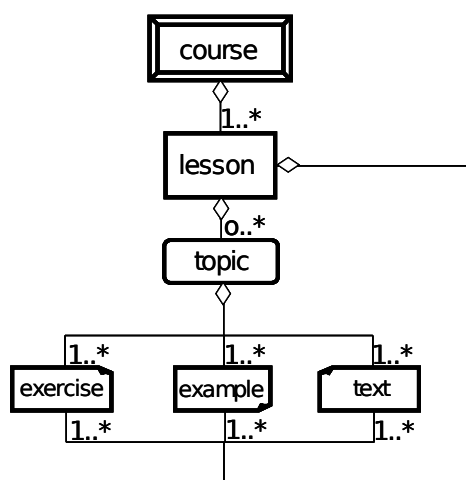 course
1..*
lesson
o..*
topic
1..* 1..* 1..*
exercise example text
1..* 1..* 1..*